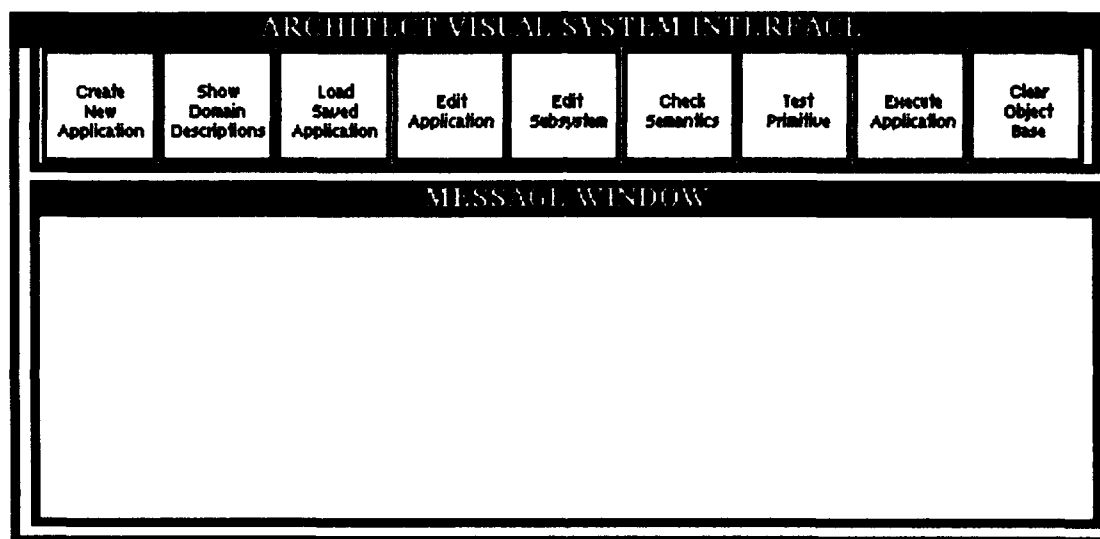 ARCHITECT VISUAL SYSTEM INTERFACE
Create
New
Application
Show
Domain
Descriptions
Load
Saved
Application
Edit
Application
Edit
Subsystem
Check
Semantics
Test
Primitive
Execute
Application
Clear
Object
Base
MESSAGE WINDOW